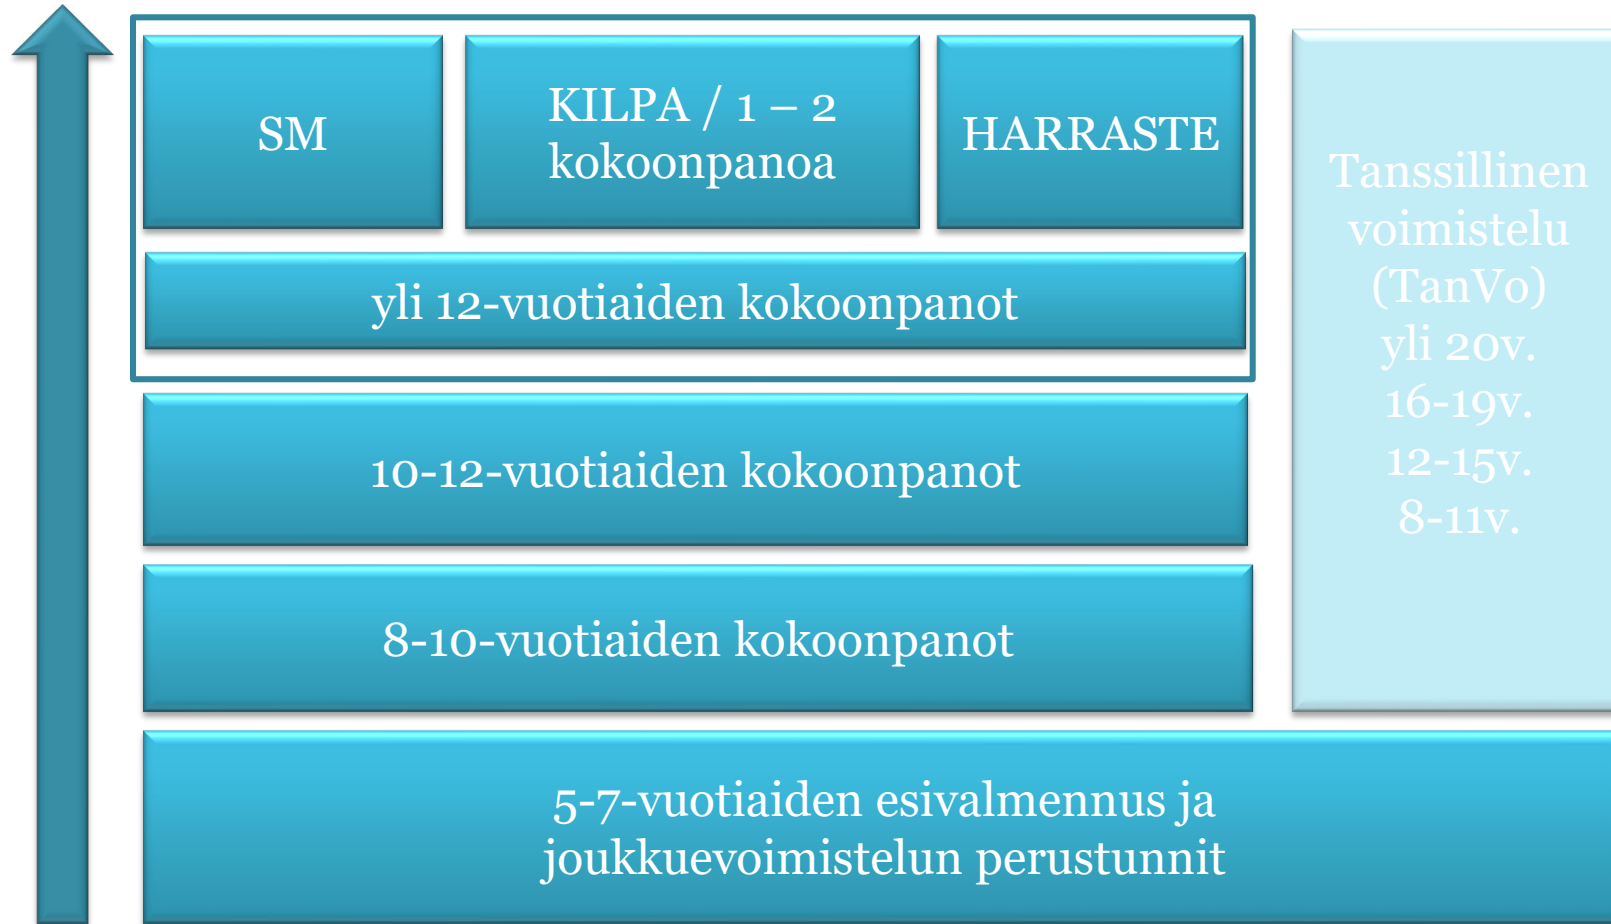 SM
KILPA / 1 – 2
kokoonpanoa
HARRASTE
yli 12-vuotiaiden kokoonpanot
10-12-vuotiaiden kokoonpanot
8-10-vuotiaiden kokoonpanot
5-7-vuotiaiden esivalmennus ja
joukkuevoimistelun perustunnit
Tanssillinen
voimistelu
(TanVo)
yli 20v.
16-19v.
12-15v.
8-11v.